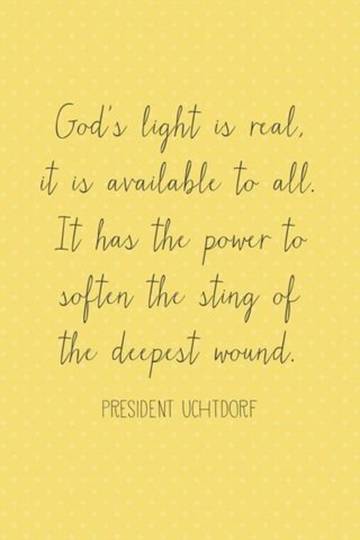 God's light is real,
it is available to all.
It has the power to
soften the sting of
the deepest wound.
PRESIDENT UCHTDORF